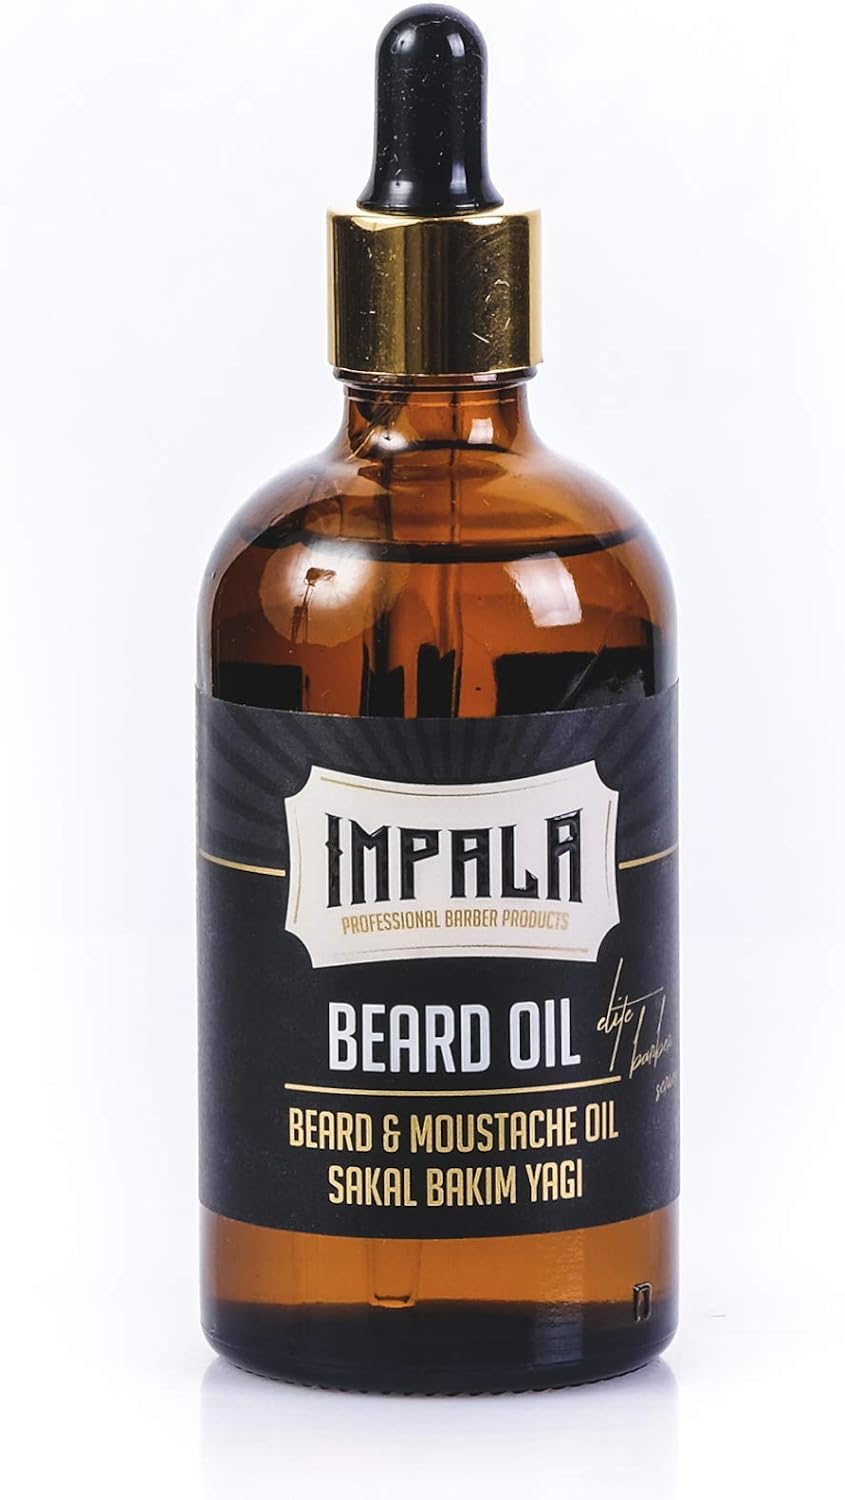 IMPALA
PROFESSIONAL BARBER PRODUCTS
BEARD OIL
elite
barber
BEARD & MOUSTACHE OIL
SAKAL BAKIM YAGI